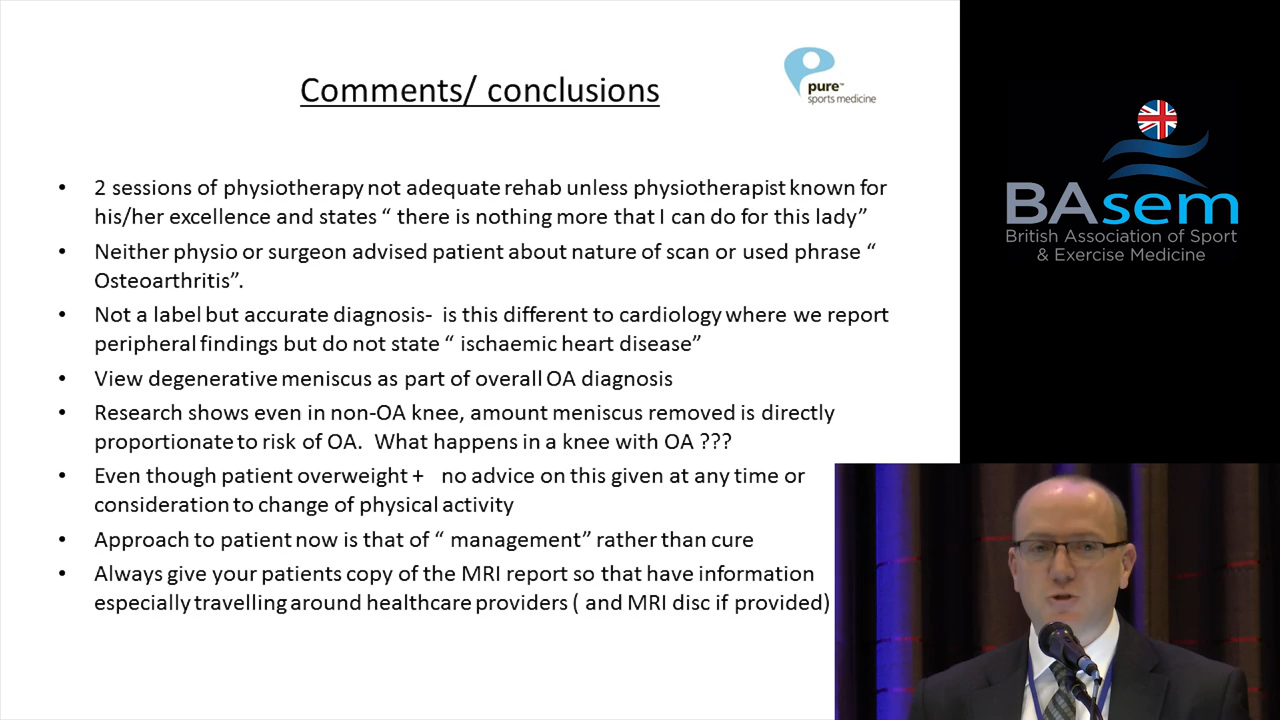 Comments/ conclusions
pure™
sports medicine
• 2 sessions of physiotherapy not adequate rehab unless physiotherapist known for
his/her excellence and states “ there is nothing more that I can do for this lady”
• Neither physio or surgeon advised patient about nature of scan or used phrase “
Osteoarthritis”.
• Not a label but accurate diagnosis- is this different to cardiology where we report
peripheral findings but do not state “ ischaemic heart disease”
• View degenerative meniscus as part of overall OA diagnosis
• Research shows even in non-OA knee, amount meniscus removed is directly
proportionate to risk of OA. What happens in a knee with OA ???
• Even though patient overweight + no advice on this given at any time or
consideration to change of physical activity
• Approach to patient now is that of “ management” rather than cure
• Always give your patients copy of the MRI report so that have information
especially travelling around healthcare providers ( and MRI disc if provided)
BAsem
British Association of Sport
& Exercise Medicine